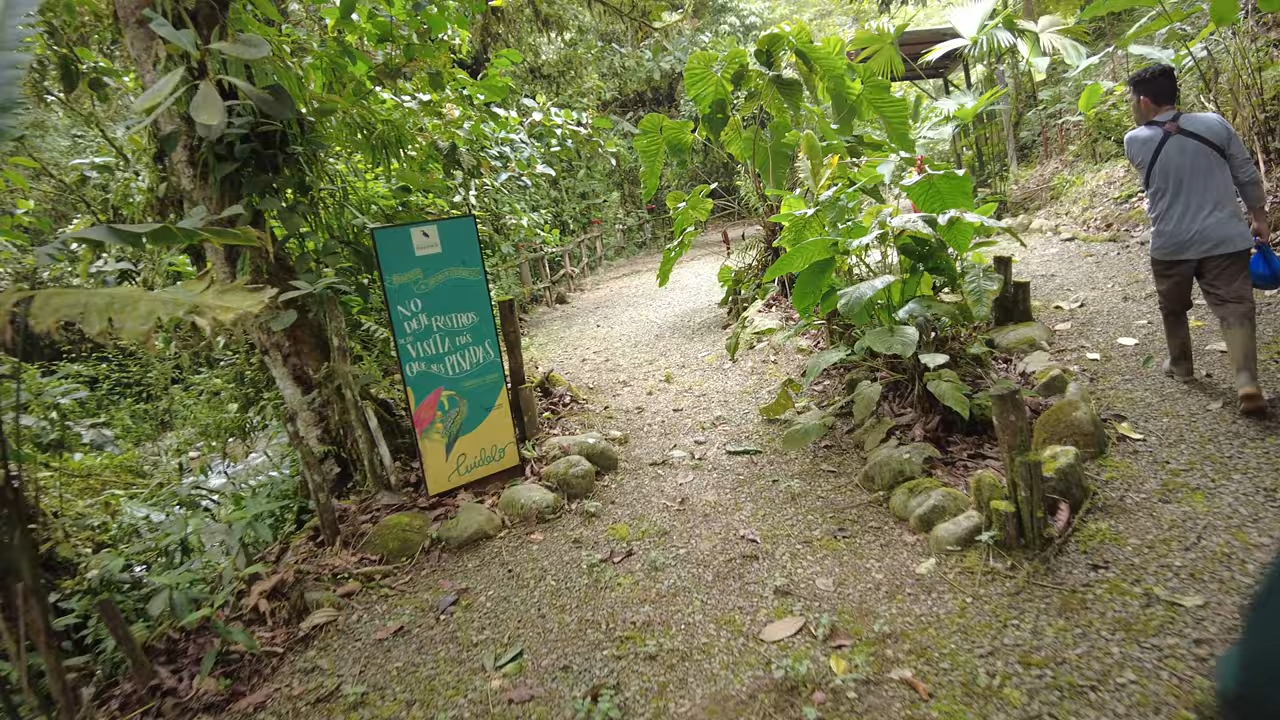 NO
DEJE RASTROS
DE SU VISITA MÁS
QUE SUS PISADAS
Cuídelo